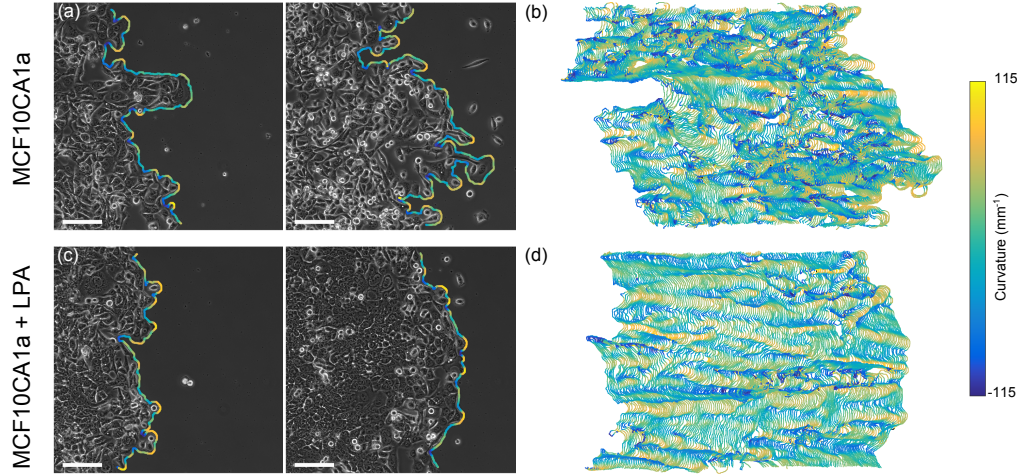 (a)
(b)
MCF10CA1a
115
Curvature (mm⁻¹)
-115
(c)
(d)
MCF10CA1a + LPA